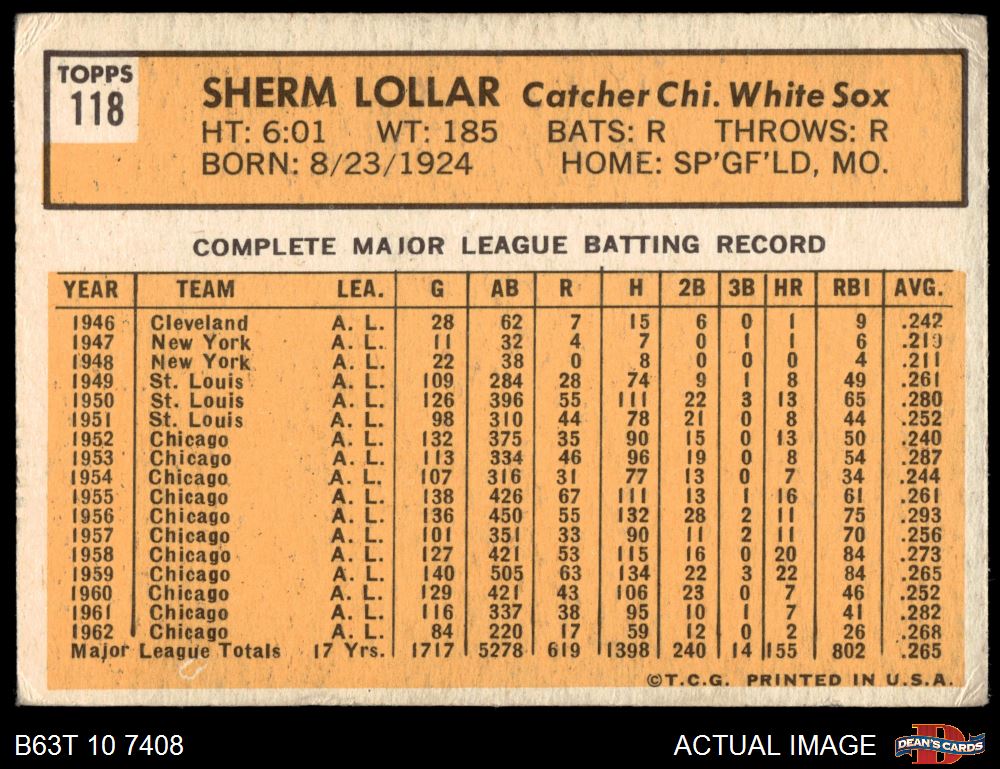 TOPPS
118
SHERM LOLLAR Catcher Chi. White Sox
HT: 6:01 WT: 185 BATS: R THROWS: R
BORN: 8/23/1924 HOME: SP'GF'LD, MO.
COMPLETE MAJOR LEAGUE BATTING RECORD
YEAR TEAM LEA. G AB R H 2B 3B HR RBI AVG.
1946 Cleveland A. L. 28 62 7 15 6 0 1 9 .242
1947 New York A. L. 11 32 4 7 0 1 1 6 .219
1948 New York A. L. 22 38 0 8 0 0 0 4 .211
1949 St. Louis A. L. 109 284 28 74 9 1 8 49 .261
1950 St. Louis A. L. 126 396 55 111 22 3 13 65 .280
1951 St. Louis A. L. 98 310 44 78 21 0 8 44 .252
1952 Chicago A. L. 132 375 35 90 15 0 13 50 .240
1953 Chicago A. L. 113 334 46 96 19 0 8 54 .287
1954 Chicago A. L. 107 316 31 77 13 0 7 34 .244
1955 Chicago A. L. 138 426 67 111 13 1 16 61 .261
1956 Chicago A. L. 136 450 55 132 28 2 11 75 .293
1957 Chicago A. L. 101 351 33 90 11 2 11 70 .256
1958 Chicago A. L. 127 421 53 115 16 0 20 84 .273
1959 Chicago A. L. 140 505 63 134 22 3 22 84 .265
1960 Chicago A. L. 129 421 43 106 23 0 7 46 .252
1961 Chicago A. L. 116 337 38 95 10 1 7 41 .282
1962 Chicago A. L. 84 220 17 59 12 0 2 26 .268
Major League Totals 17 Yrs. 1717 5278 619 1398 240 14 155 802 .265
©T.C.G. PRINTED IN U.S.A.
B63T 10 7408 ACTUAL IMAGE DEAN'S CARDS